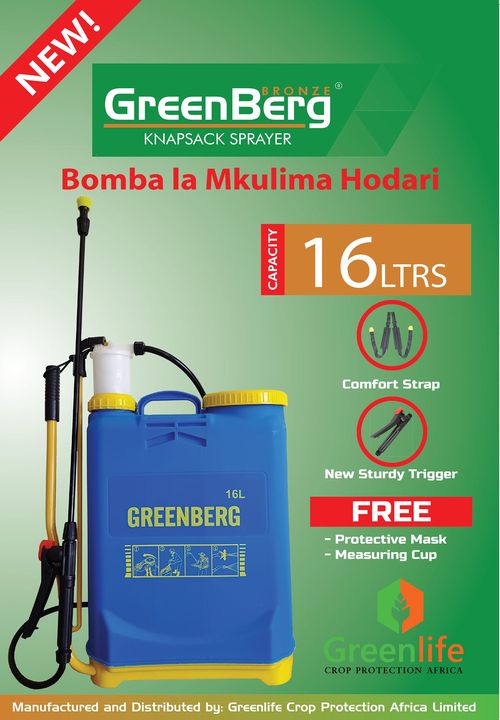 NEW!
BRONZE
GreenBerg®
KNAPSACK SPRAYER
Bomba la Mkulima Hodari
CAPACITY
16LTRS
Comfort Strap
New Sturdy Trigger
FREE
- Protective Mask
- Measuring Cup
16L
GREENBERG
Greenlife
CROP PROTECTION AFRICA
Manufactured and Distributed by: Greenlife Crop Protection Africa Limited